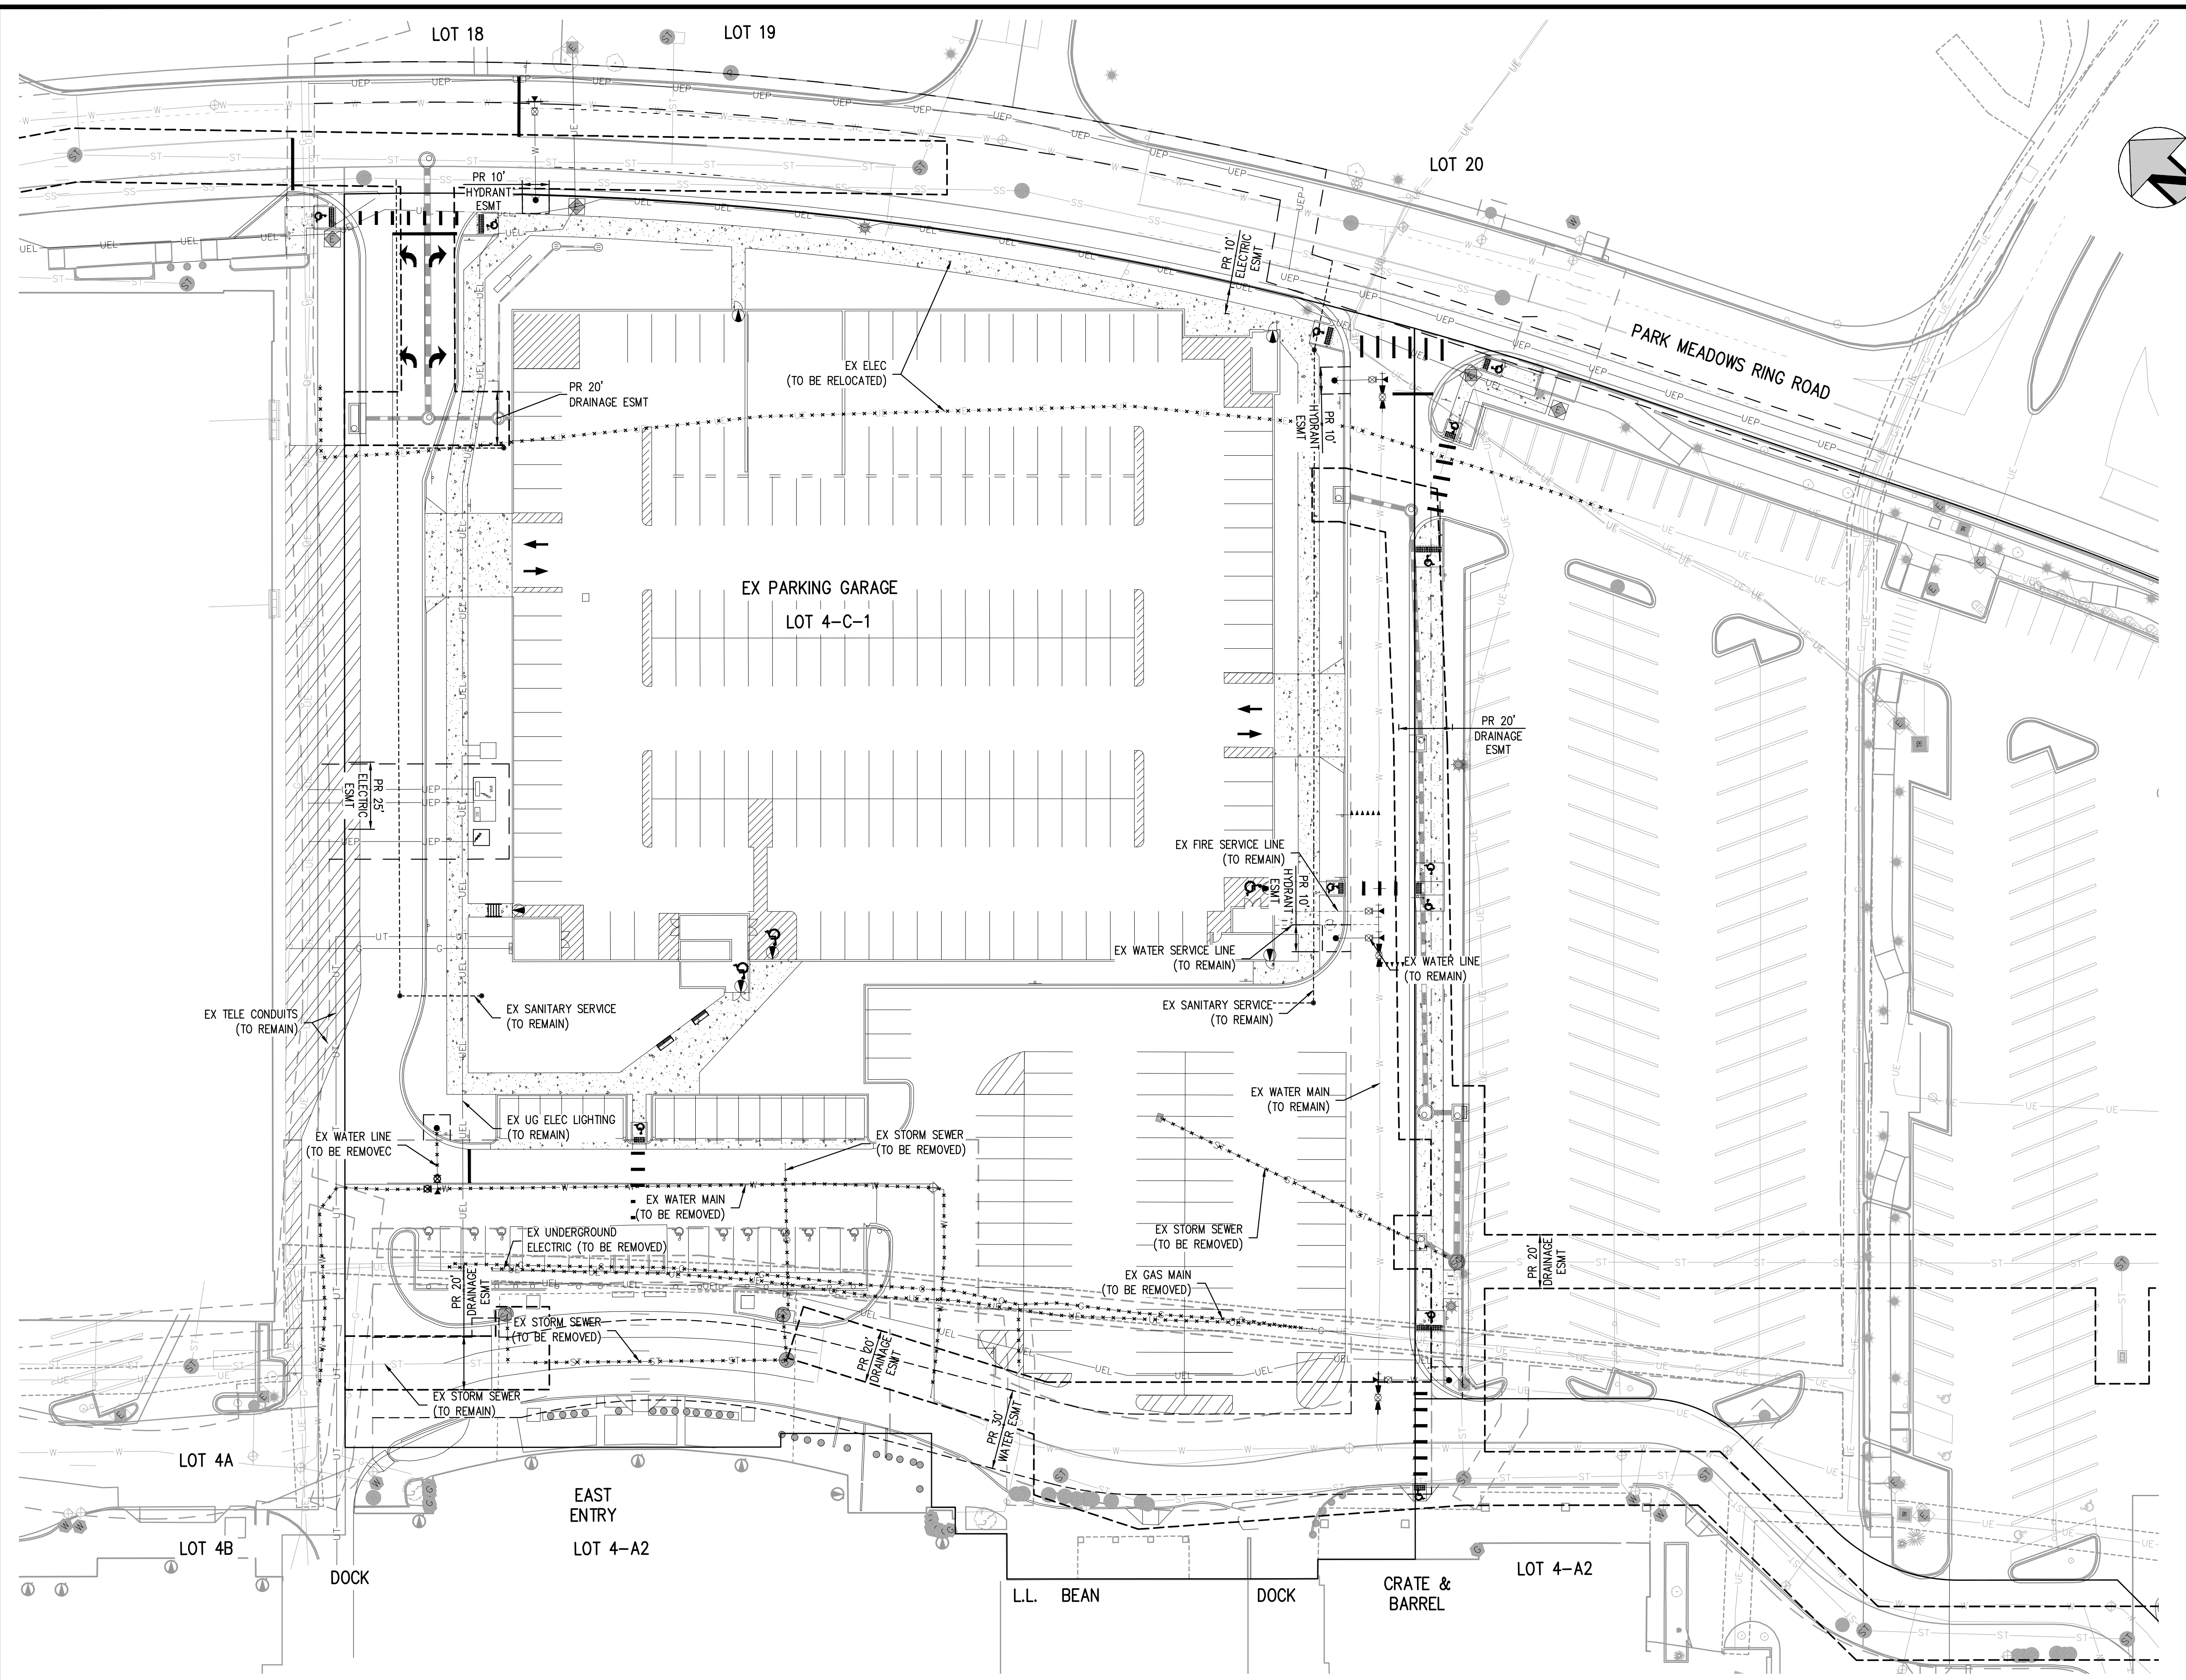 LOT 18
LOT 19
LOT 20
PARK MEADOWS RING ROAD
PR 10'
HYDRANT
ESMT
PR 10'
ELECTRIC
ESMT
EX ELEC
(TO BE RELOCATED)
PR 20'
DRAINAGE ESMT
PR 10'
HYDRANT
ESMT
EX PARKING GARAGE
LOT 4-C-1
PR 20'
DRAINAGE
ESMT
PR 25'
ELECTRIC
ESMT
EX FIRE SERVICE LINE
(TO REMAIN)
PR 10'
HYDRANT
ESMT
EX WATER SERVICE LINE
(TO REMAIN)
EX WATER LINE
(TO REMAIN)
EX TELE CONDUITS
(TO REMAIN)
EX SANITARY SERVICE
(TO REMAIN)
EX SANITARY SERVICE
(TO REMAIN)
EX WATER MAIN
(TO REMAIN)
EX UG ELEC LIGHTING
(TO REMAIN)
EX WATER LINE
(TO BE REMOVEC
EX STORM SEWER
(TO BE REMOVED)
EX WATER MAIN
(TO BE REMOVED)
EX UNDERGROUND
ELECTRIC (TO BE REMOVED)
EX STORM SEWER
(TO BE REMOVED)
EX GAS MAIN
(TO BE REMOVED)
PR 20'
DRAINAGE
ESMT
PR 20'
DRAINAGE
ESMT
EX STORM SEWER
(TO BE REMOVED)
PR 20'
DRAINAGE
ESMT
EX STORM SEWER
(TO REMAIN)
PR 30'
WATER ESMT
LOT 4A
EAST
ENTRY
LOT 4B
LOT 4-A2
DOCK
L.L. BEAN
DOCK
CRATE &
BARREL
LOT 4-A2